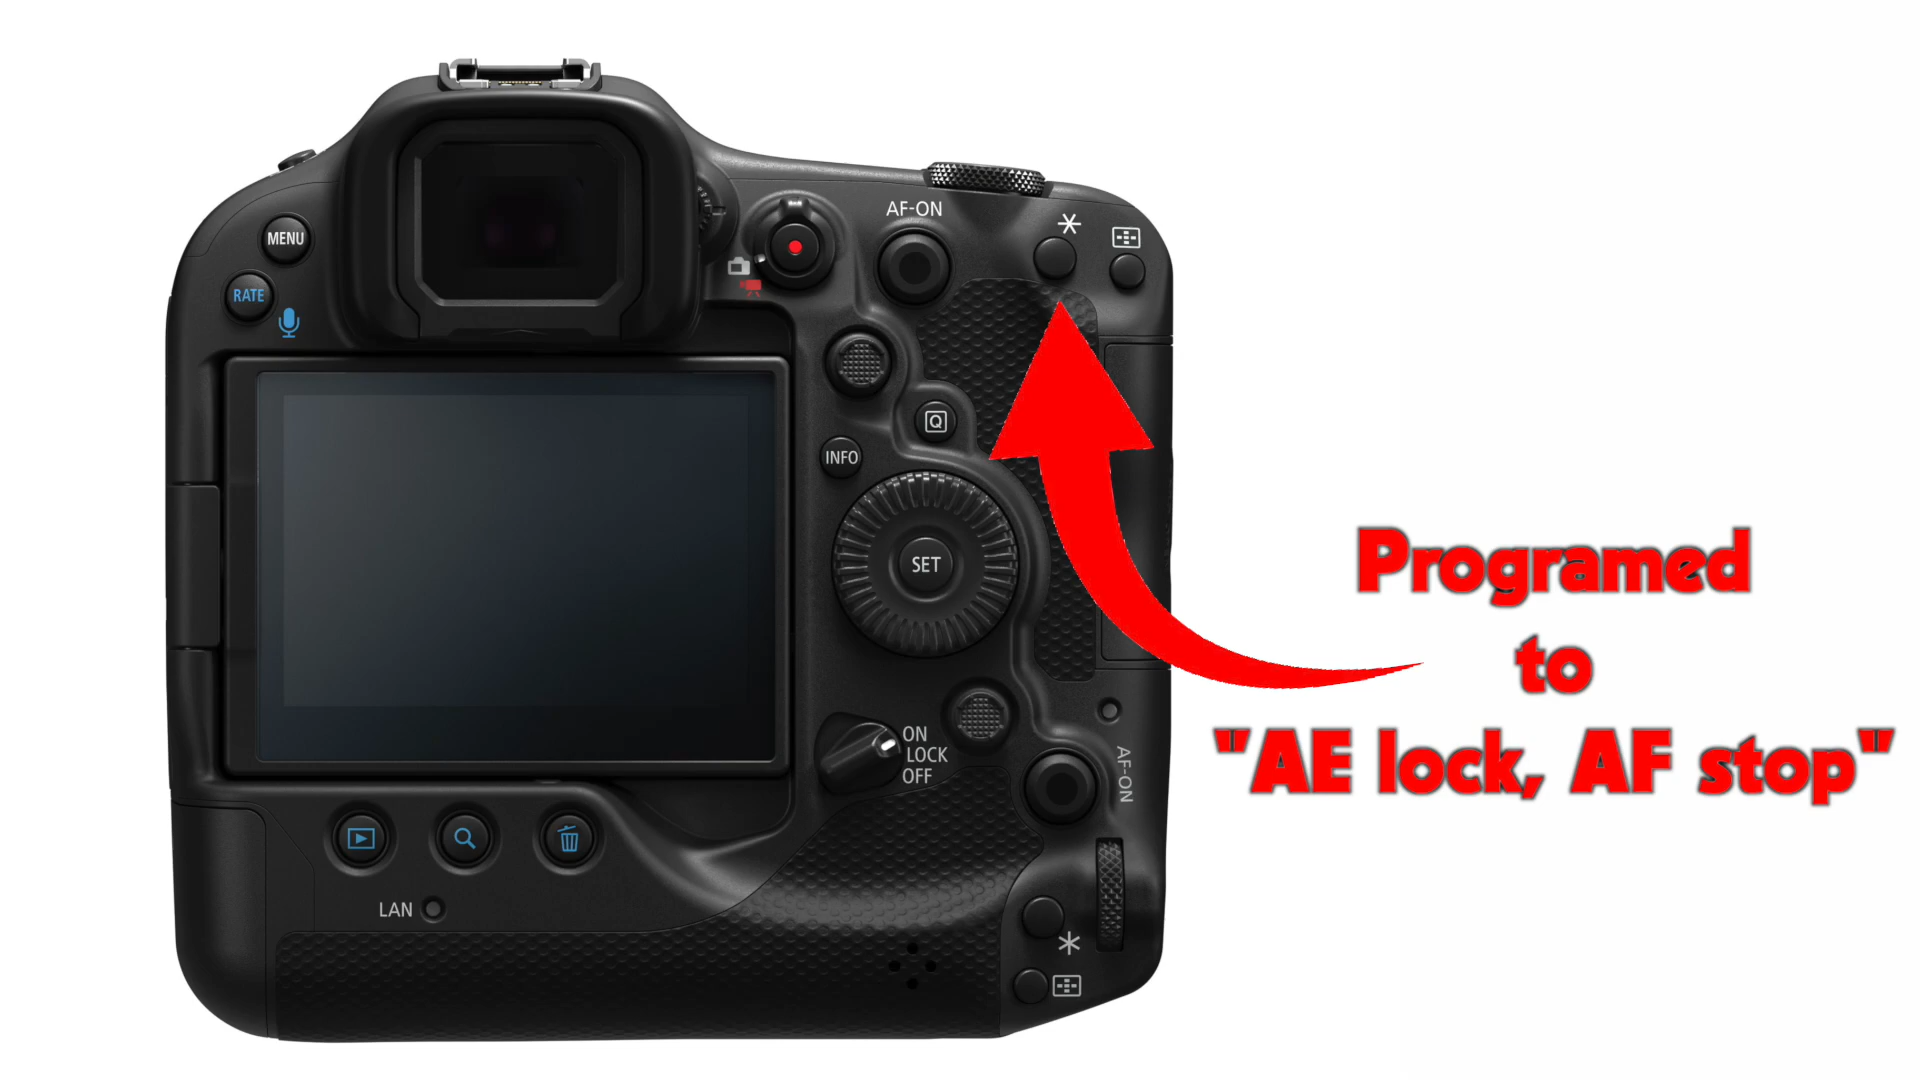 AF-ON
MENU
RATE
Q
INFO
SET
Programed
to
"AE lock, AF stop"
ON
LOCK
OFF
AF-ON
LAN